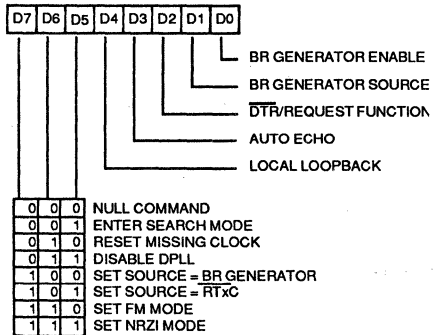 D7 D6 D5 D4 D3 D2 D1 D0
BR GENERATOR ENABLE
BR GENERATOR SOURCE
DTR/REQUEST FUNCTION
AUTO ECHO
LOCAL LOOPBACK
0 0 0 NULL COMMAND
0 0 1 ENTER SEARCH MODE
0 1 0 RESET MISSING CLOCK
0 1 1 DISABLE DPLL
1 0 0 SET SOURCE = BR GENERATOR
1 0 1 SET SOURCE = RTxC
1 1 0 SET FM MODE
1 1 1 SET NRZI MODE